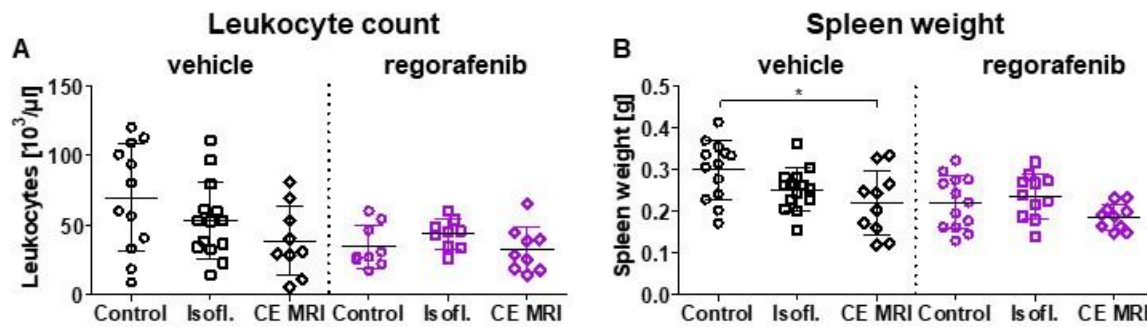 Leukocyte count
A
vehicle regorafenib
Leukocytes [10³/µl]
150
100
50
0
Control Isofl. CE MRI Control Isofl. CE MRI
Spleen weight
B
vehicle regorafenib
Spleen weight [g]
0.5
0.4
0.3
0.2
0.1
0.0
*
Control Isofl. CE MRI Control Isofl. CE MRI